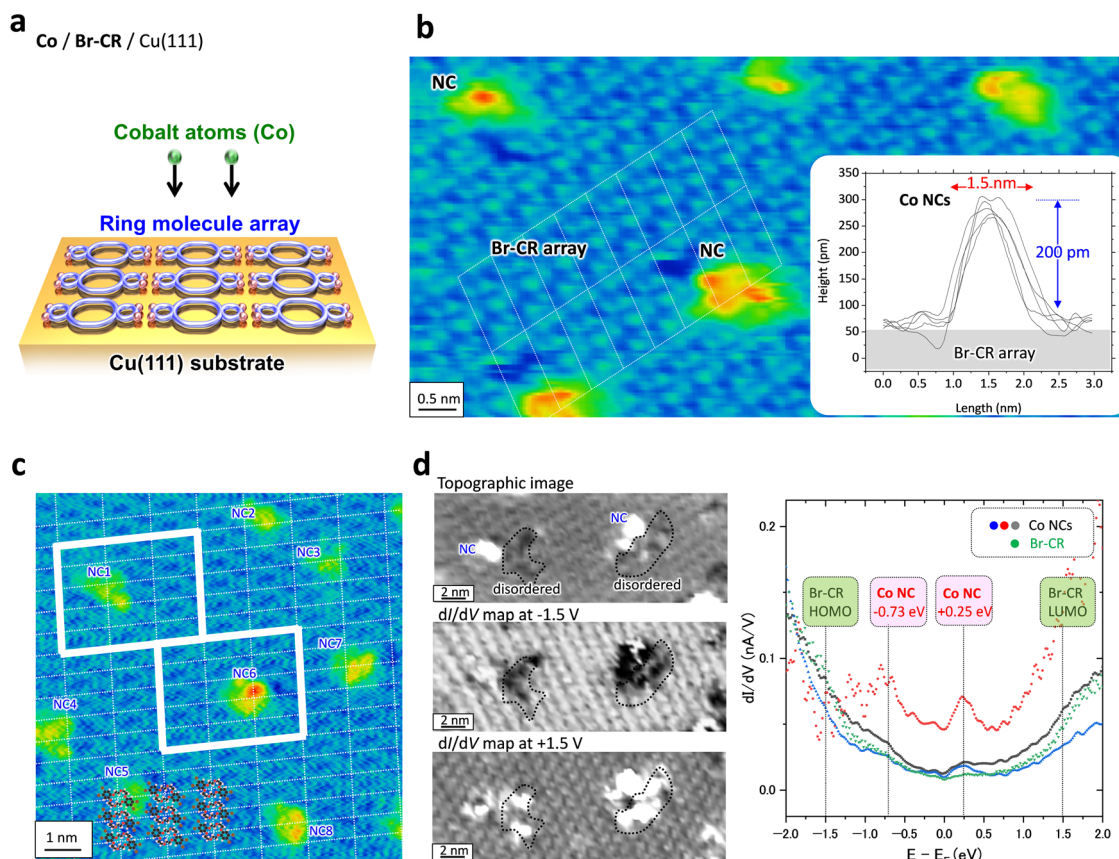 a
Co / Br-CR / Cu(111)
Cobalt atoms (Co)
Ring molecule array
Cu(111) substrate
b
NC
Br-CR array
NC
0.5 nm
Co NCs
1.5 nm
200 pm
Br-CR array
Height (pm)
350
300
250
200
150
100
50
0
0.0 0.5 1.0 1.5 2.0 2.5 3.0
Length (nm)
c
NC2
NC3
NC1
NC7
NC6
NC4
NC5
NC8
1 nm
d
Topographic image
NC
NC
disordered
disordered
2 nm
dI/dV map at -1.5 V
2 nm
dI/dV map at +1.5 V
2 nm
dI/dV (nA/V)
0.2
0.1
0.0
Co NCs
Br-CR
Br-CR
HOMO
Co NC
-0.73 eV
Co NC
+0.25 eV
Br-CR
LUMO
−2.0 −1.5 −1.0 −0.5 0.0 0.5 1.0 1.5 2.0
E − EF (eV)